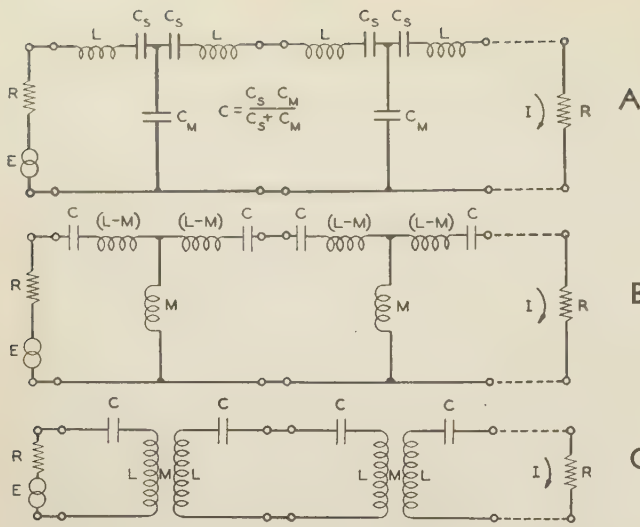 C_S C_S C_S C_S
L L L L
R C_M C = C_S C_M / C_S + C_M C_M I R A
E
C (L-M) (L-M) C C (L-M) (L-M) C
R M M I R B
E
C C C C
R L M L L M L I R
E